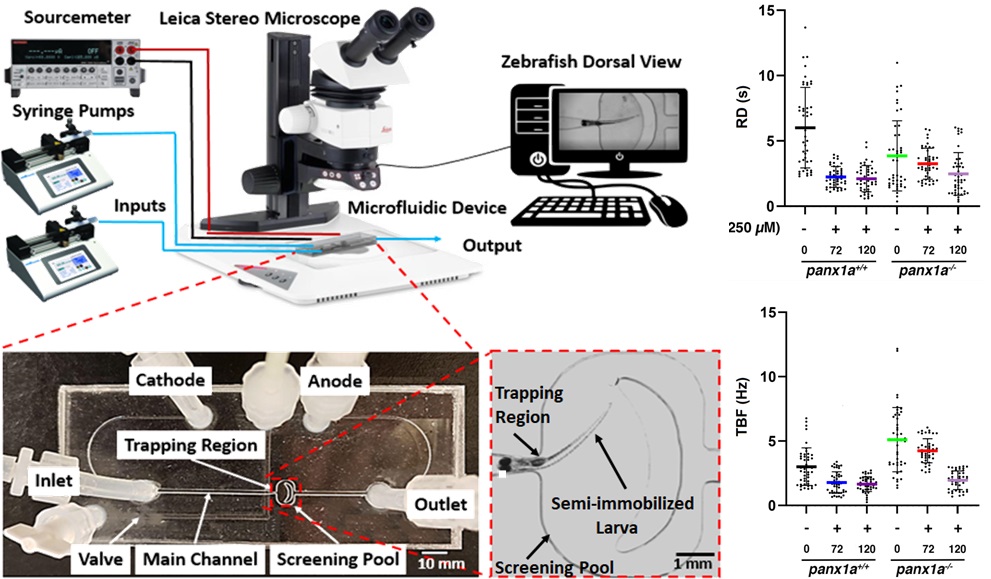 Sourcemeter
Leica Stereo Microscope
OFF
Syringe Pumps
Zebrafish Dorsal View
Inputs
Microfluidic Device
Output
Cathode
Anode
Trapping Region
Inlet
Outlet
Valve
Main Channel
Screening Pool
10 mm
Trapping
Region
Semi-immobilized
Larva
Screening Pool
1 mm
RD (s)
15
10
5
0
250 µM)
- + + - + +
0 72 120 0 72 120
panx1a+/+ panx1a-/-
TBF (Hz)
15
10
5
0
- + + - + +
0 72 120 0 72 120
panx1a+/+ panx1a-/-